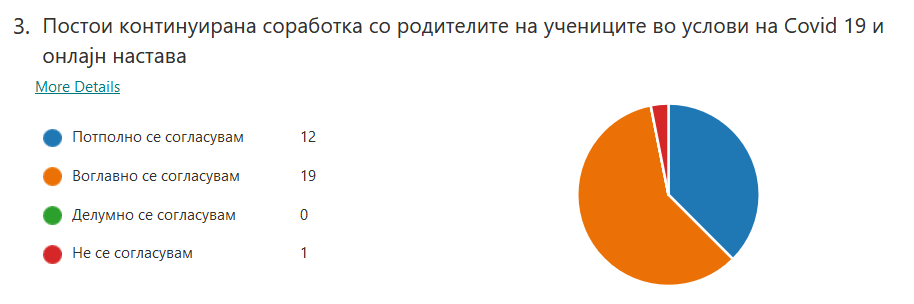 3. Постои континуирана соработка со родителите на учениците во услови на Covid 19 и
онлајн настава
More Details
Потполно се согласувам 12
Воглавно се согласувам 19
Делумно се согласувам 0
Не се согласувам 1